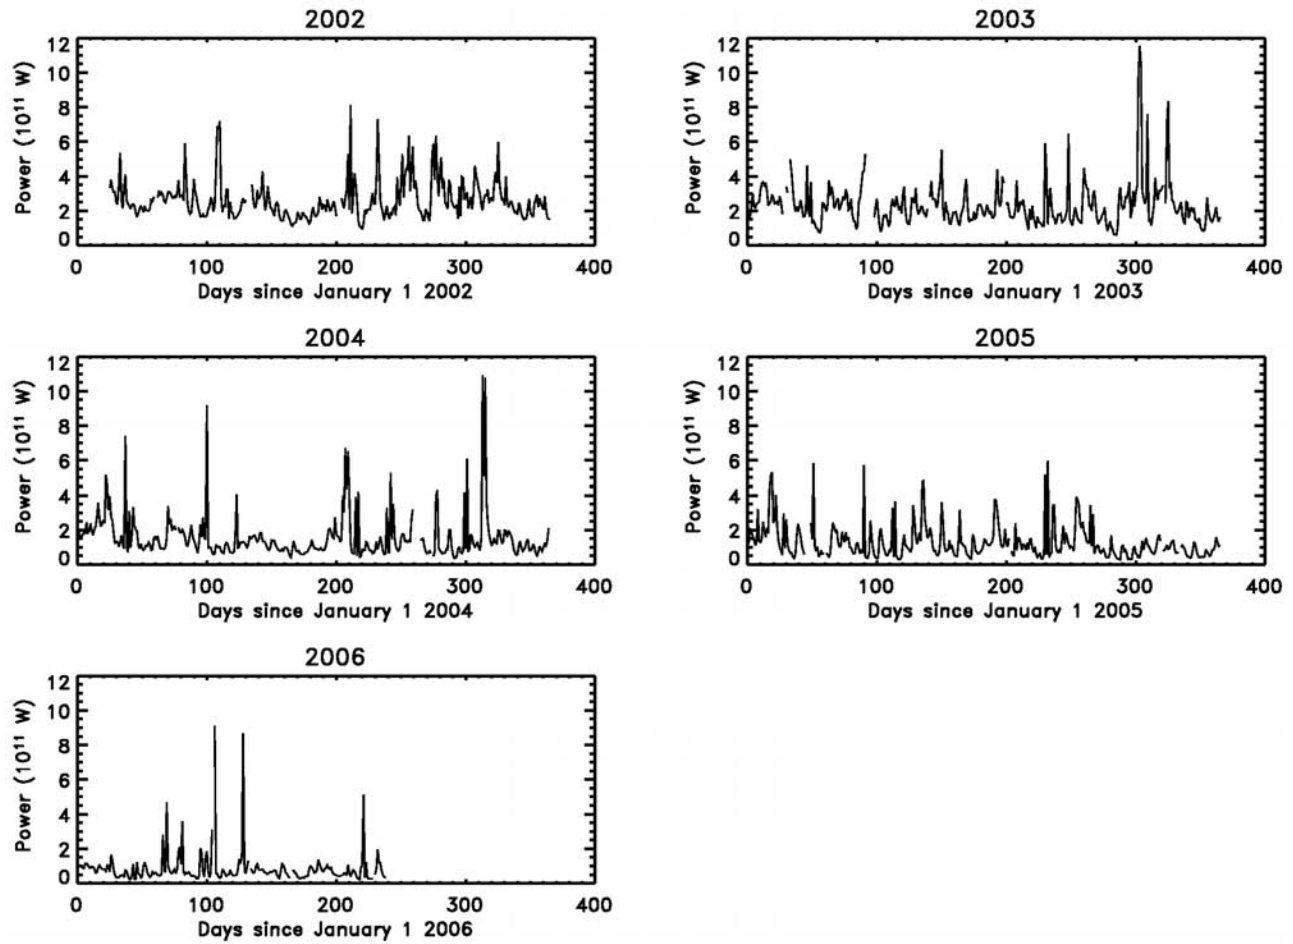 2002
12
10
8
6
4
2
0
Power (10¹¹ W)
0 100 200 300 400
Days since January 1 2002
2003
12
10
8
6
4
2
0
Power (10¹¹ W)
0 100 200 300 400
Days since January 1 2003
2004
12
10
8
6
4
2
0
Power (10¹¹ W)
0 100 200 300 400
Days since January 1 2004
2005
12
10
8
6
4
2
0
Power (10¹¹ W)
0 100 200 300 400
Days since January 1 2005
2006
12
10
8
6
4
2
0
Power (10¹¹ W)
0 100 200 300 400
Days since January 1 2006